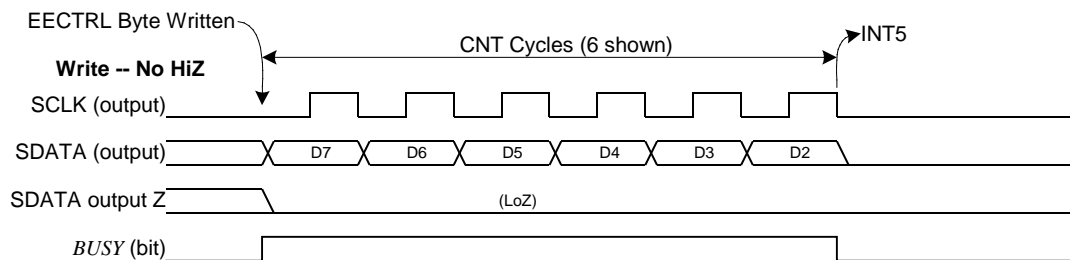 EECTRL Byte Written
CNT Cycles (6 shown)
INT5
Write -- No HiZ
SCLK (output)
SDATA (output)
D7 D6 D5 D4 D3 D2
SDATA output Z
(LoZ)
BUSY (bit)